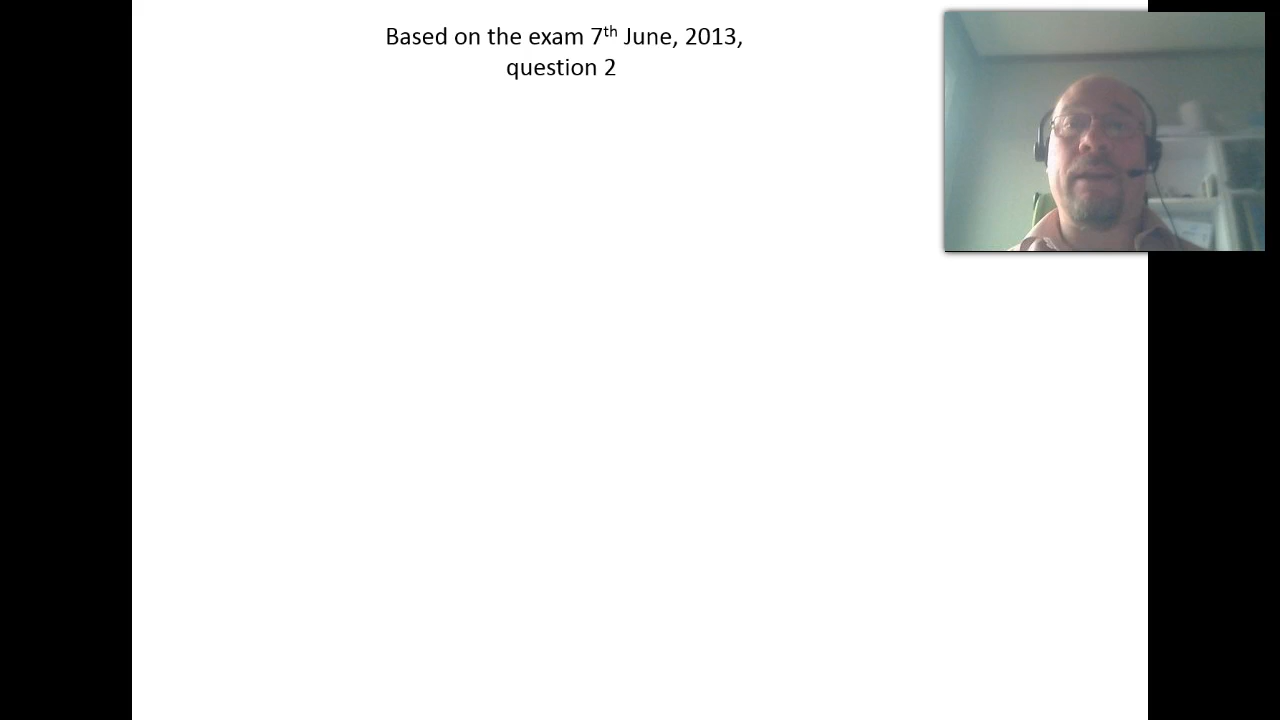 Based on the exam 7th June, 2013,
question 2